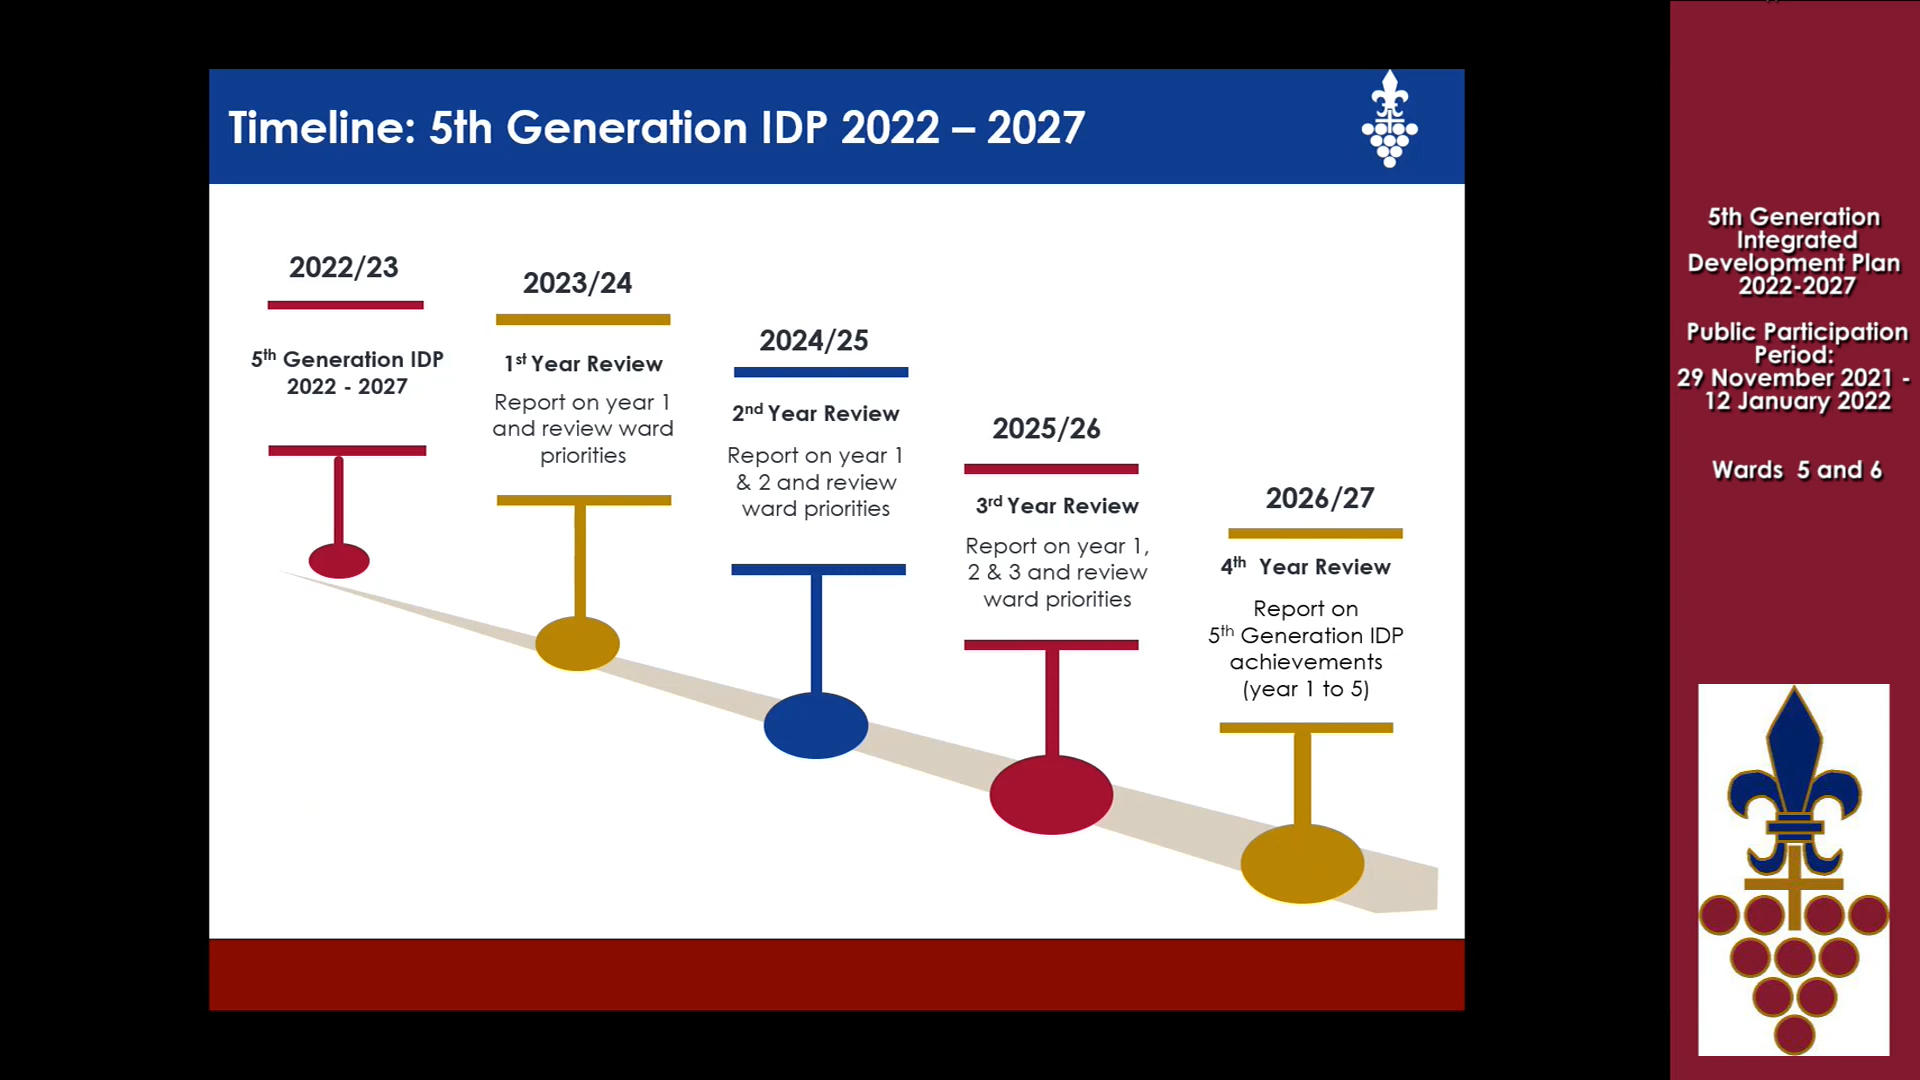 Timeline: 5th Generation IDP 2022 – 2027
2022/23
5th Generation IDP
2022 - 2027
2023/24
1st Year Review
Report on year 1
and review ward
priorities
2024/25
2nd Year Review
Report on year 1
& 2 and review
ward priorities
2025/26
3rd Year Review
Report on year 1,
2 & 3 and review
ward priorities
2026/27
4th Year Review
Report on
5th Generation IDP
achievements
(year 1 to 5)
5th Generation
Integrated
Development Plan
2022-2027
Public Participation
Period:
29 November 2021 -
12 January 2022
Wards 5 and 6